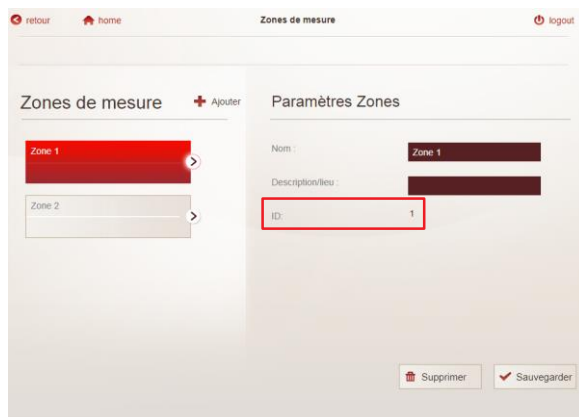 retour home Zones de mesure logout
Zones de mesure Ajouter
Zone 1
Zone 2
Paramètres Zones
Nom : Zone 1
Description/lieu :
ID: 1
Supprimer Sauvegarder